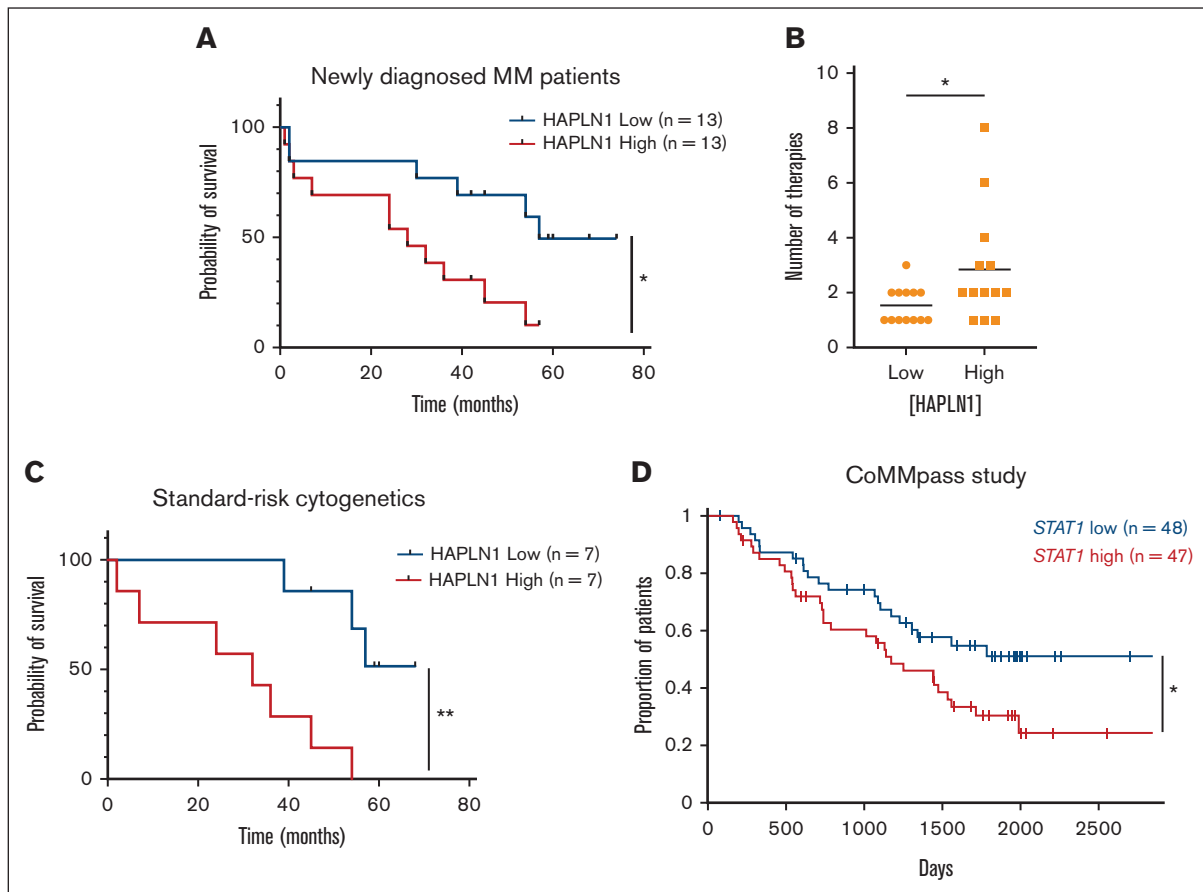 A
Newly diagnosed MM patients
HAPLN1 Low (n = 13)
HAPLN1 High (n = 13)
Probability of survival
100
50
0
0 20 40 60 80
Time (months)
*
B
*
Number of therapies
10
8
6
4
2
0
Low High
[HAPLN1]
C
Standard-risk cytogenetics
HAPLN1 Low (n = 7)
HAPLN1 High (n = 7)
Probability of survival
100
50
0
0 20 40 60 80
Time (months)
**
D
CoMMpass study
STAT1 low (n = 48)
STAT1 high (n = 47)
Proportion of patients
1
0.8
0.6
0.4
0.2
0
0 500 1000 1500 2000 2500
Days
*